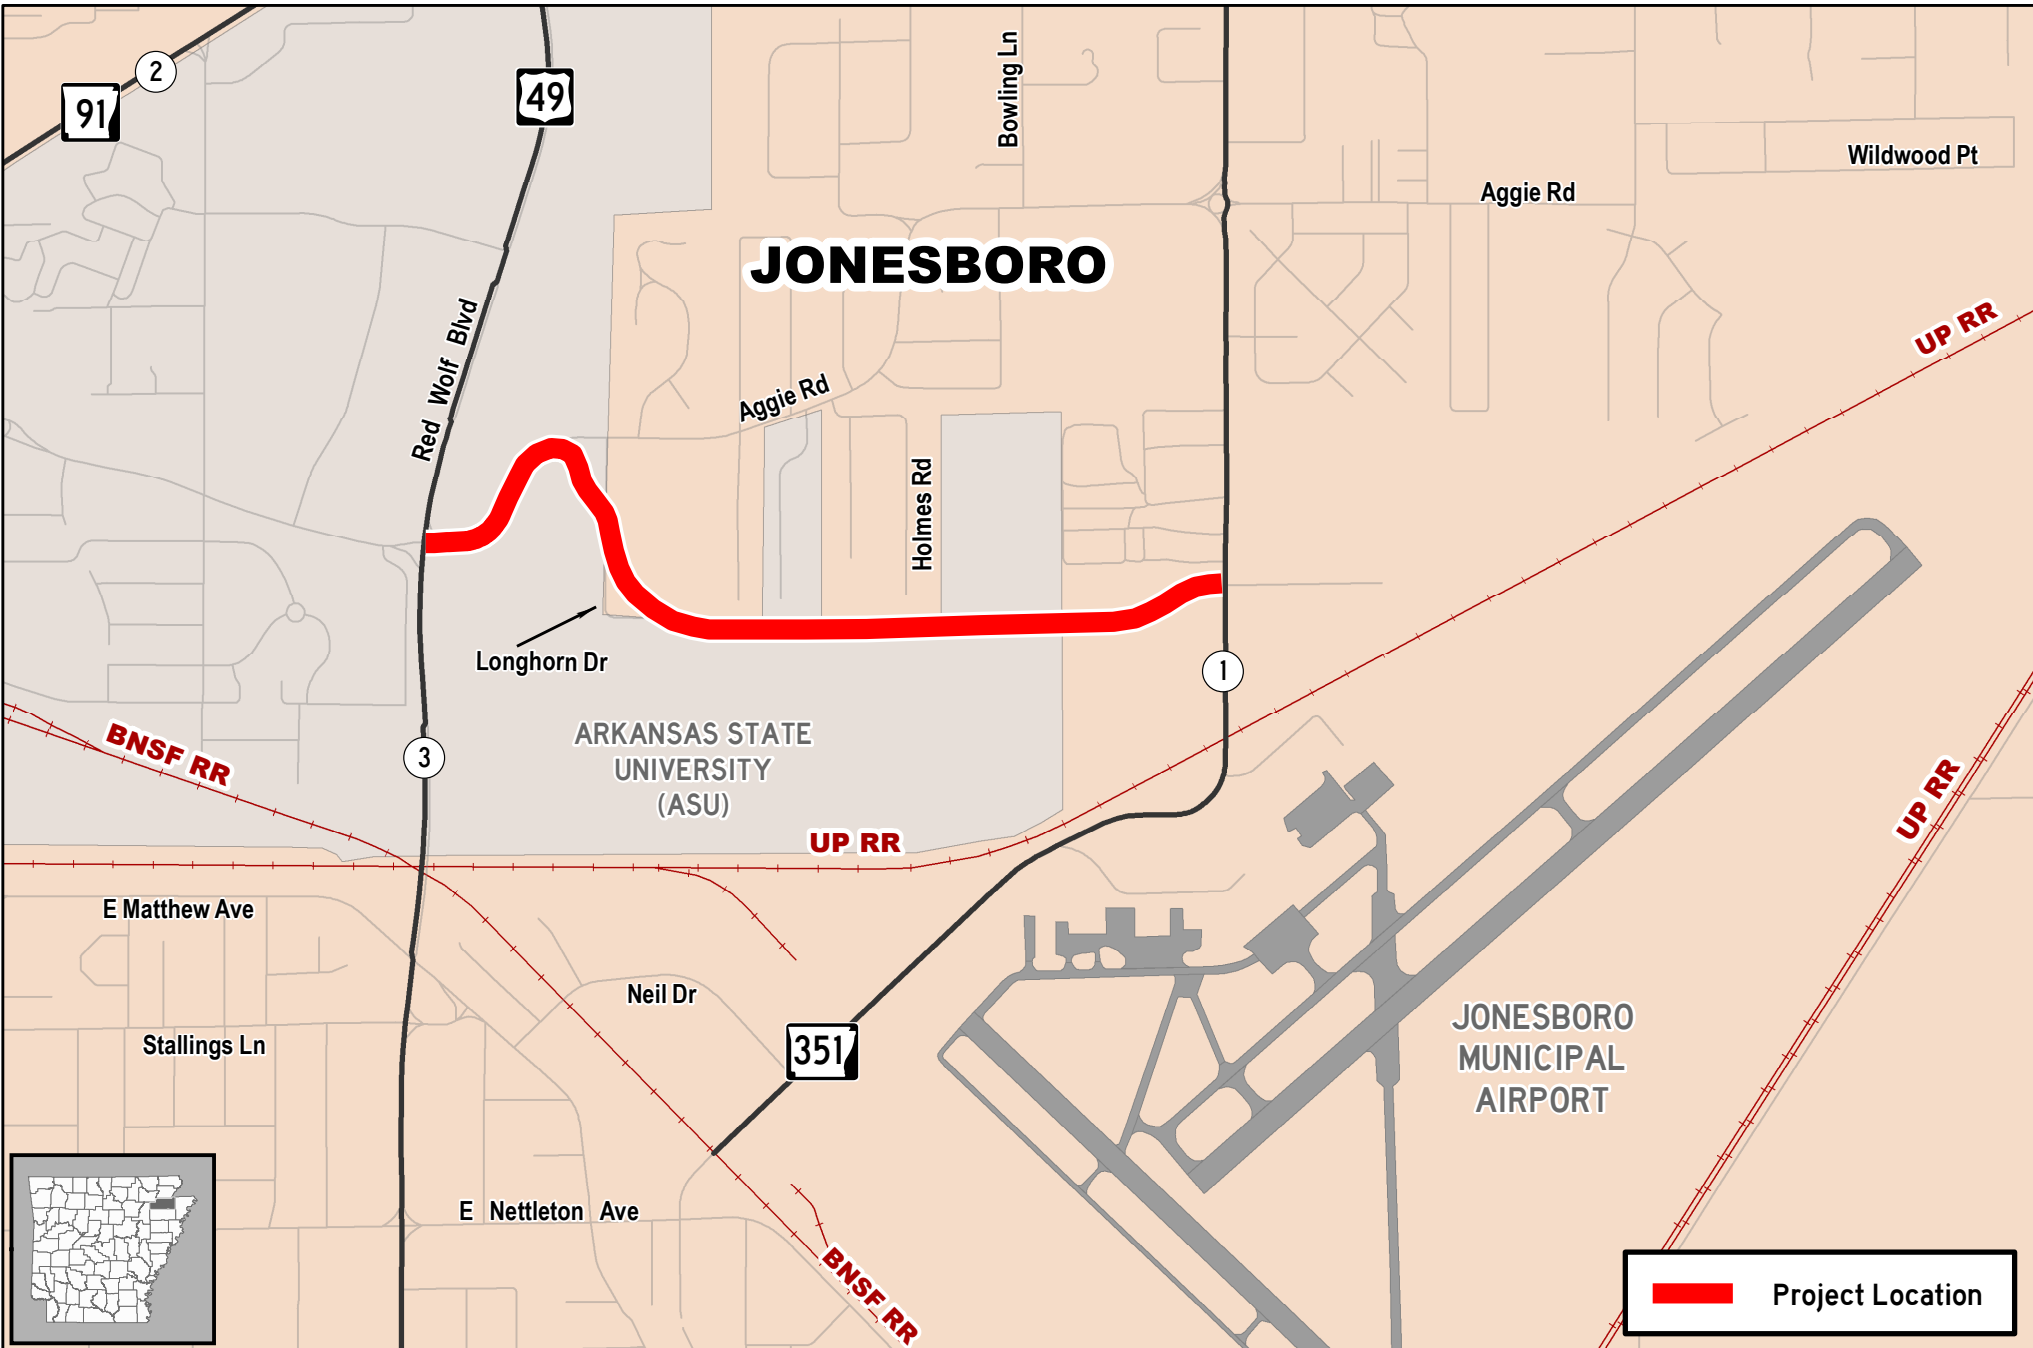 2
91
49
Bowling Ln
Wildwood Pt
Aggie Rd
JONESBORO
Red Wolf Blvd
UP RR
Aggie Rd
Holmes Rd
Longhorn Dr
1
ARKANSAS STATE
UNIVERSITY
(ASU)
BNSF RR
3
UP RR
UP RR
E Matthew Ave
Neil Dr
Stallings Ln
351
JONESBORO
MUNICIPAL
AIRPORT
E Nettleton Ave
BNSF RR
Project Location